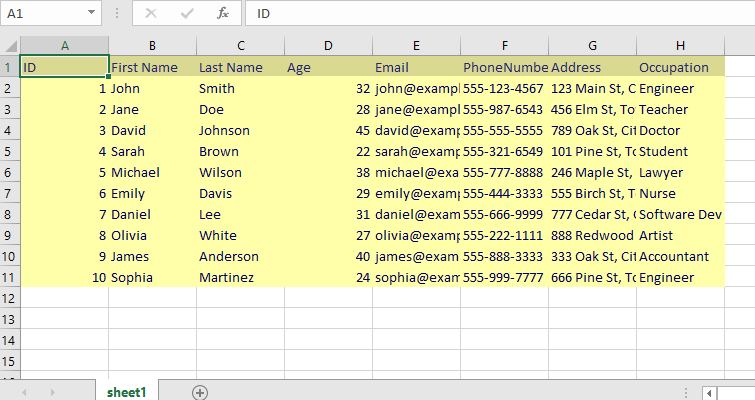 A1 fx ID
A B C D E F G H
1 ID First Name Last Name Age Email PhoneNumbe Address Occupation
2 1 John Smith 32 john@exampl 555-123-4567 123 Main St, C Engineer
3 2 Jane Doe 28 jane@exampl 555-987-6543 456 Elm St, To Teacher
4 3 David Johnson 45 david@exam 555-555-5555 789 Oak St, Cit Doctor
5 4 Sarah Brown 22 sarah@exam 555-321-6549 101 Pine St, To Student
6 5 Michael Wilson 38 michael@exa 555-777-8888 246 Maple St, Lawyer
7 6 Emily Davis 29 emily@exam 555-444-3333 555 Birch St, T Nurse
8 7 Daniel Lee 31 daniel@exam 555-666-9999 777 Cedar St, Software Dev
9 8 Olivia White 27 olivia@exam 555-222-1111 888 Redwood Artist
10 9 James Anderson 40 james@exam 555-888-3333 333 Oak St, Cit Accountant
11 10 Sophia Martinez 24 sophia@exam 555-999-7777 666 Pine St, To Engineer
12
13
14
15
sheet1